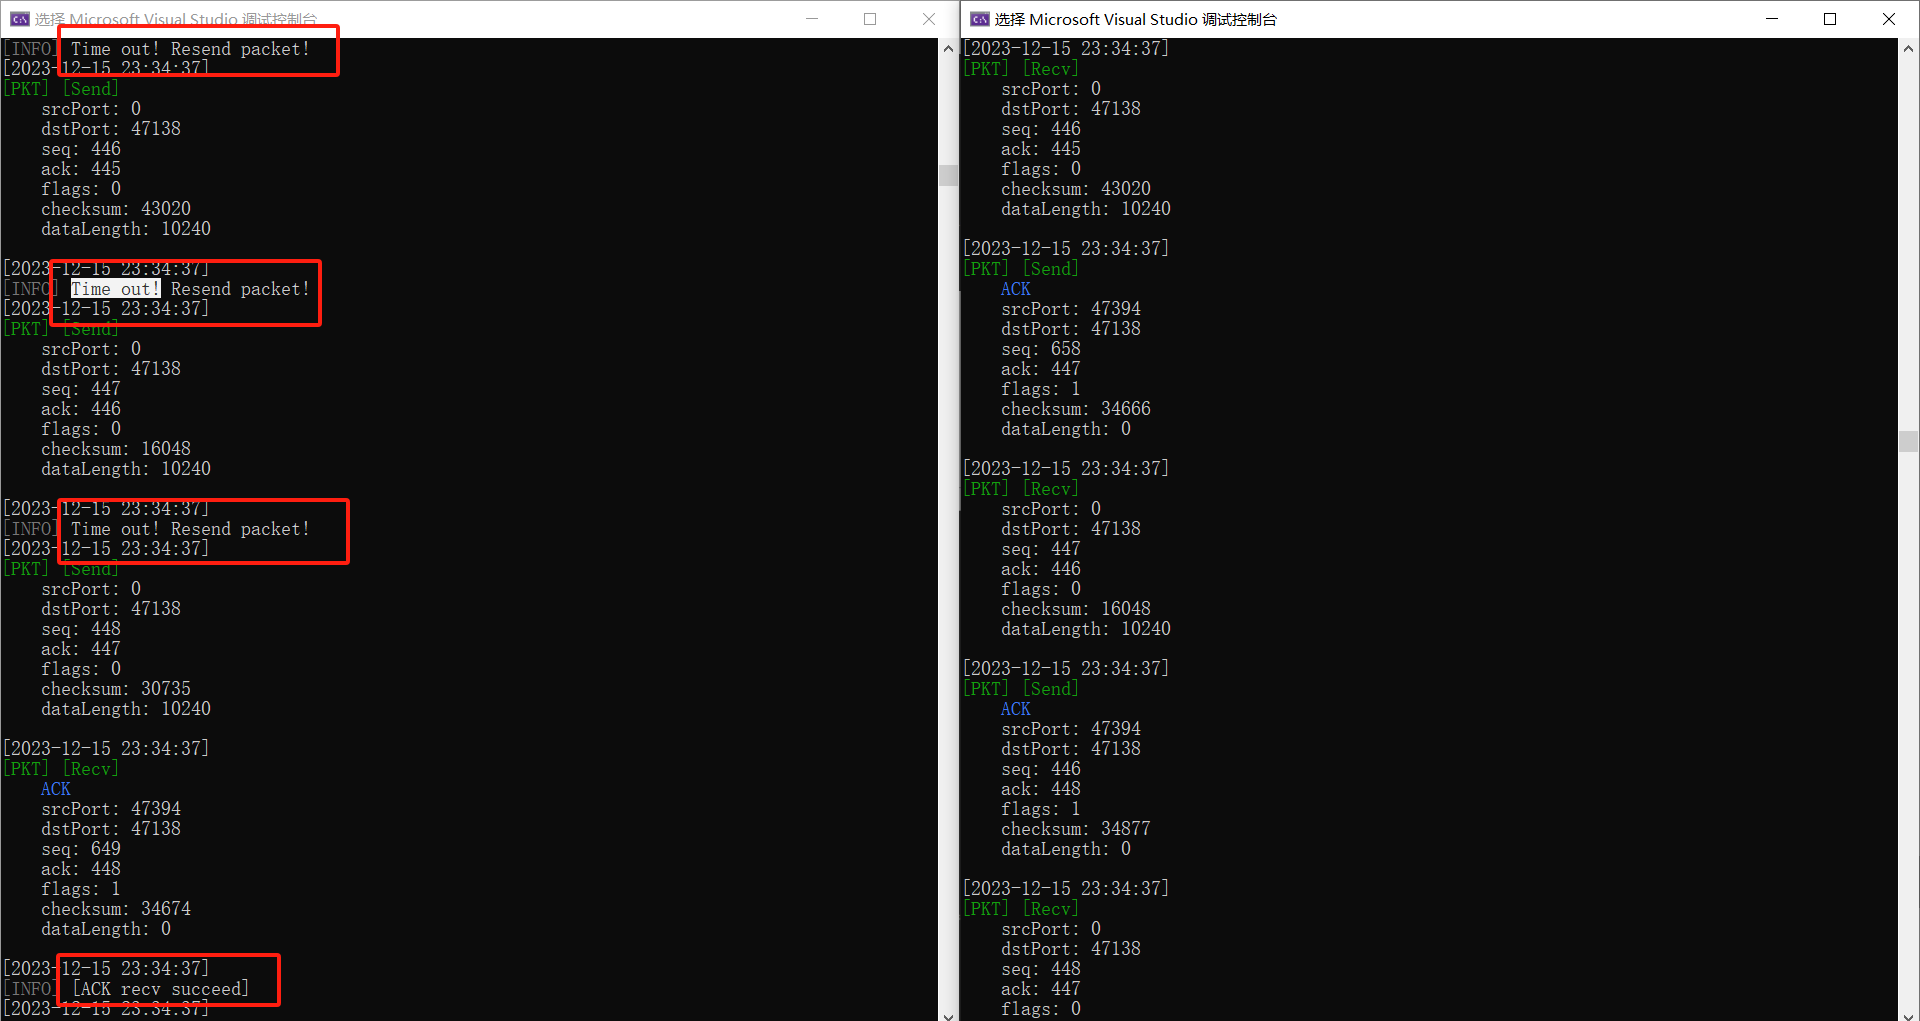 选择 Microsoft Visual Studio 调试控制台
[INFO] Time out! Resend packet!
[2023-12-15 23:34:37]
[PKT] [Send]
srcPort: 0
dstPort: 47138
seq: 446
ack: 445
flags: 0
checksum: 43020
dataLength: 10240
[2023-12-15 23:34:37]
[INFO] Time out! Resend packet!
[2023-12-15 23:34:37]
[PKT] [Send]
srcPort: 0
dstPort: 47138
seq: 447
ack: 446
flags: 0
checksum: 16048
dataLength: 10240
[2023-12-15 23:34:37]
[INFO] Time out! Resend packet!
[2023-12-15 23:34:37]
[PKT] [Send]
srcPort: 0
dstPort: 47138
seq: 448
ack: 447
flags: 0
checksum: 30735
dataLength: 10240
[2023-12-15 23:34:37]
[PKT] [Recv]
ACK
srcPort: 47394
dstPort: 47138
seq: 649
ack: 448
flags: 1
checksum: 34674
dataLength: 0
[2023-12-15 23:34:37]
[INFO] [ACK recv succeed]
[2023-12-15 23:34:37]
选择 Microsoft Visual Studio 调试控制台
[2023-12-15 23:34:37]
[PKT] [Recv]
srcPort: 0
dstPort: 47138
seq: 446
ack: 445
flags: 0
checksum: 43020
dataLength: 10240
[2023-12-15 23:34:37]
[PKT] [Send]
ACK
srcPort: 47394
dstPort: 47138
seq: 658
ack: 447
flags: 1
checksum: 34666
dataLength: 0
[2023-12-15 23:34:37]
[PKT] [Recv]
srcPort: 0
dstPort: 47138
seq: 447
ack: 446
flags: 0
checksum: 16048
dataLength: 10240
[2023-12-15 23:34:37]
[PKT] [Send]
ACK
srcPort: 47394
dstPort: 47138
seq: 446
ack: 448
flags: 1
checksum: 34877
dataLength: 0
[2023-12-15 23:34:37]
[PKT] [Recv]
srcPort: 0
dstPort: 47138
seq: 448
ack: 447
flags: 0